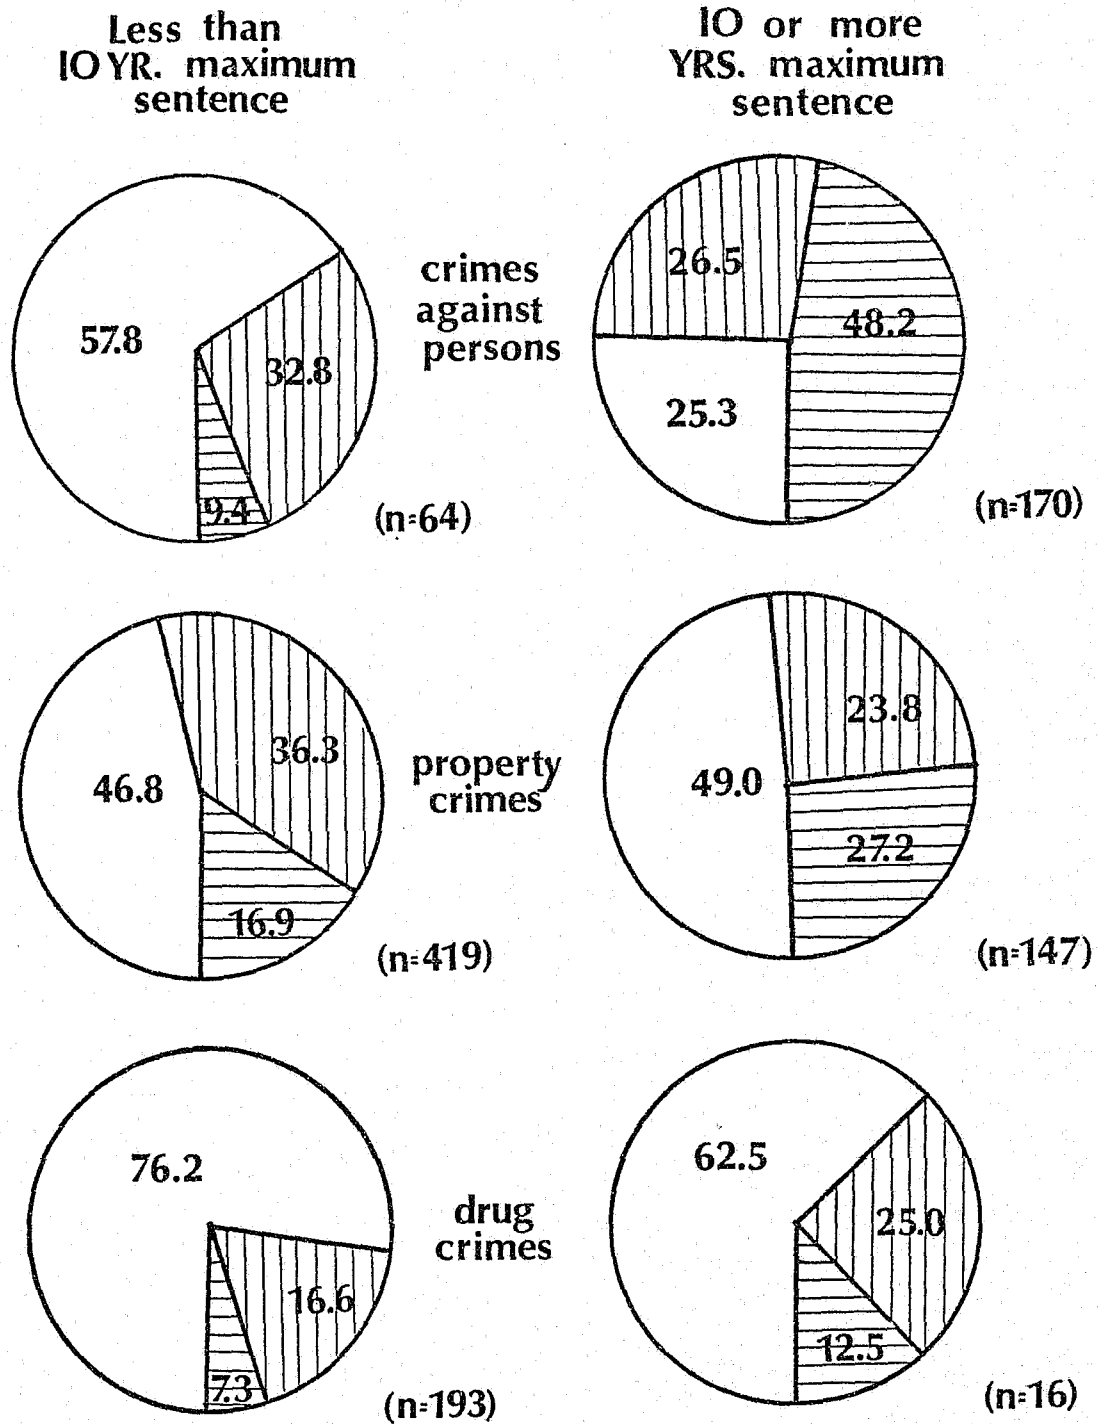 Less than
10 YR. maximum
sentence
10 or more
YRS. maximum
sentence
57.8
32.8
9.4
(n=64)
crimes
against
persons
26.5
48.2
25.3
(n=170)
46.8
36.3
16.9
(n=419)
property
crimes
23.8
49.0
27.2
(n=147)
76.2
16.6
7.3
(n=193)
drug
crimes
62.5
25.0
12.5
(n=16)